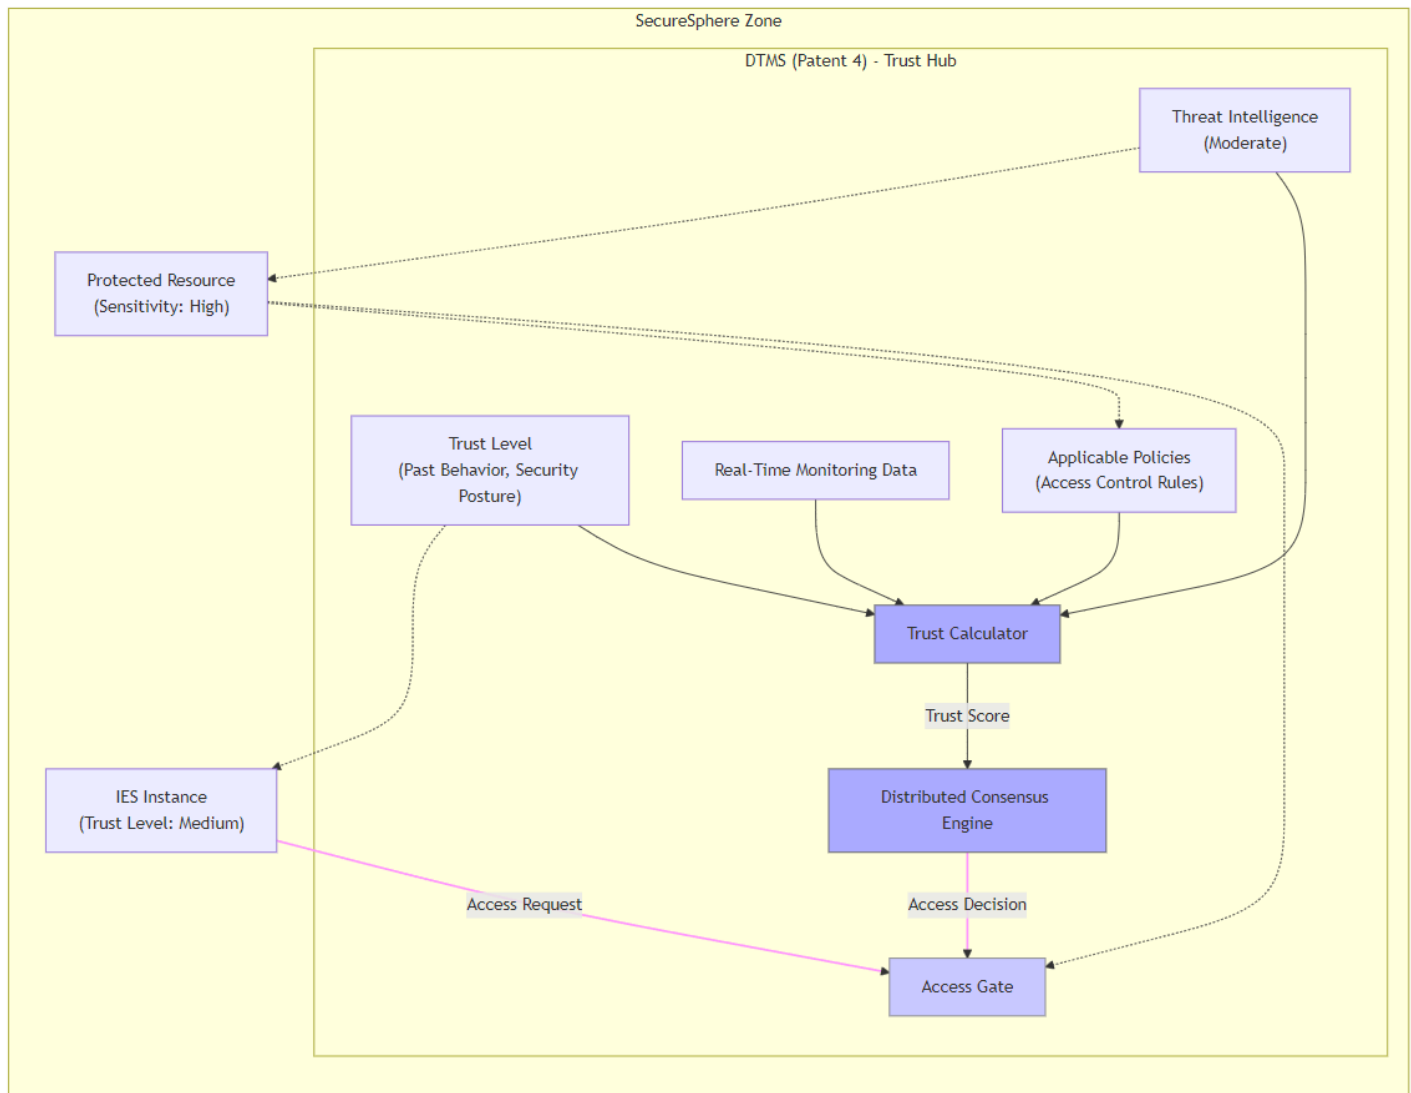 SecureSphere Zone
DTMS (Patent 4) - Trust Hub
Threat Intelligence
(Moderate)
Protected Resource
(Sensitivity: High)
Trust Level
(Past Behavior, Security
Posture)
Real-Time Monitoring Data
Applicable Policies
(Access Control Rules)
Trust Calculator
Trust Score
IES Instance
(Trust Level: Medium)
Distributed Consensus
Engine
Access Request
Access Decision
Access Gate